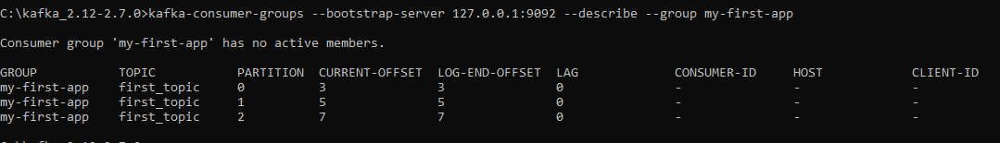 C:\kafka_2.12-2.7.0>kafka-consumer-groups --bootstrap-server 127.0.0.1:9092 --describe --group my-first-app
Consumer group 'my-first-app' has no active members.
GROUP TOPIC PARTITION CURRENT-OFFSET LOG-END-OFFSET LAG CONSUMER-ID HOST CLIENT-ID
my-first-app first_topic 0 3 3 0 - - -
my-first-app first_topic 1 5 5 0 - - -
my-first-app first_topic 2 7 7 0 - - -